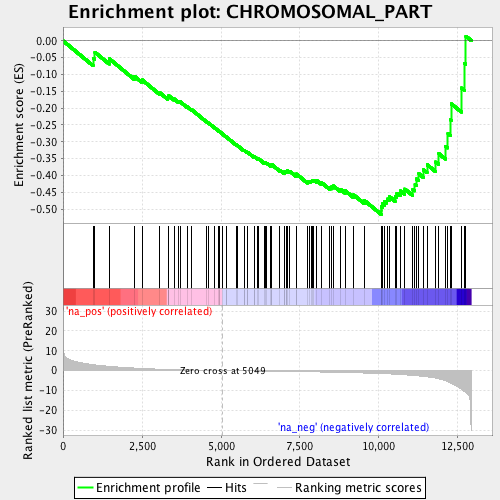 Enrichment plot: CHROMOSOMAL_PART
Enrichment score (ES)
0.00
-0.05
-0.10
-0.15
-0.20
-0.25
-0.30
-0.35
-0.40
-0.45
-0.50
Ranked list metric (PreRanked)
'na_pos' (positively correlated)
30
20
10
0
-10
-20
-30
Zero cross at 5049
'na_neg' (negatively correlated)
0 2,500 5,000 7,500 10,000 12,500
Rank in Ordered Dataset
Enrichment profile Hits Ranking metric scores